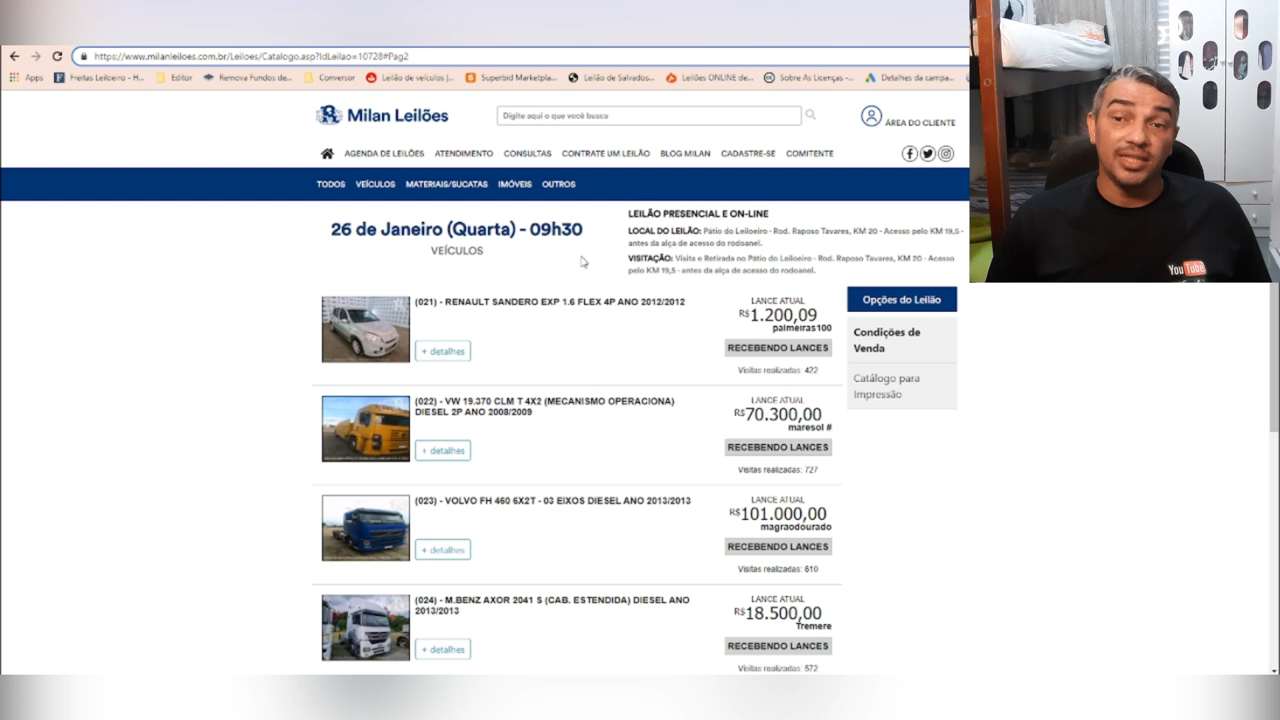 https://www.milanleiloes.com.br/Leiloes/Catalogo.asp?IdLeilao=10728#Pag2
Apps
Freitas Leiloeiro - H...
Editor
Remova Fundos de...
Conversor
Leilão de veículos |...
Superbid Marketpla...
Leilão de Salvados...
Leilões ONLINE de...
Sobre As Licenças -...
Detalhes da campa...
Milan Leilões
Digite aqui o que você busca
ÁREA DO CLIENTE
AGENDA DE LEILÕES ATENDIMENTO CONSULTAS CONTRATE UM LEILÃO BLOG MILAN CADASTRE-SE COMITENTE
TODOS VEÍCULOS MATERIAIS/SUCATAS IMÓVEIS OUTROS
26 de Janeiro (Quarta) - 09h30
VEÍCULOS
LEILÃO PRESENCIAL E ON-LINE
LOCAL DO LEILÃO: Pátio do Leiloeiro - Rod. Raposo Tavares, KM 20 - Acesso pelo KM 19,5 -
antes da alça de acesso do rodoanel.
VISITAÇÃO: Visita e Retirada no Pátio do Leiloeiro - Rod. Raposo Tavares, KM 20 - Acesso
pelo KM 19,5 - antes da alça de acesso do rodoanel.
(021) - RENAULT SANDERO EXP 1.6 FLEX 4P ANO 2012/2012
+ detalhes
LANCE ATUAL
R$1.200,09
palmeiras100
RECEBENDO LANCES
Visitas realizadas: 422
Opções do Leilão
Condições de
Venda
Catálogo para
Impressão
(022) - VW 19.370 CLM T 4X2 (MECANISMO OPERACIONA)
DIESEL 2P ANO 2008/2009
+ detalhes
LANCE ATUAL
R$70.300,00
maresol #
RECEBENDO LANCES
Visitas realizadas: 727
(023) - VOLVO FH 460 6X2T - 03 EIXOS DIESEL ANO 2013/2013
+ detalhes
LANCE ATUAL
R$101.000,00
magraodourado
RECEBENDO LANCES
Visitas realizadas: 610
(024) - M.BENZ AXOR 2041 S (CAB. ESTENDIDA) DIESEL ANO
2013/2013
+ detalhes
LANCE ATUAL
R$18.500,00
Tremere
RECEBENDO LANCES
Visitas realizadas: 572
YouTube